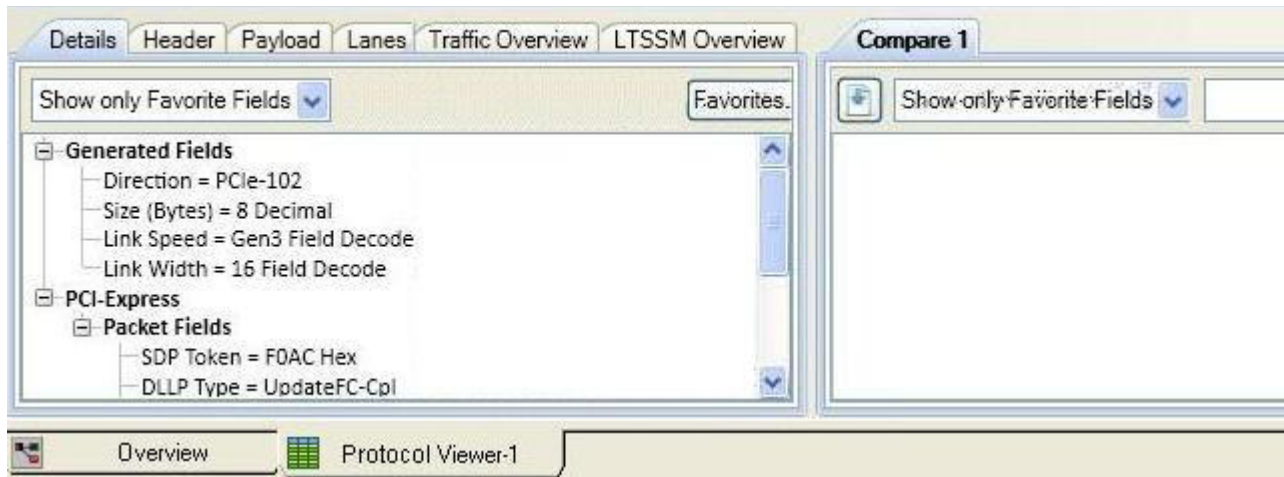 Details Header Payload Lanes Traffic Overview LTSSM Overview
Show only Favorite Fields Favorites.
Generated Fields
Direction = PCIe-102
Size (Bytes) = 8 Decimal
Link Speed = Gen3 Field Decode
Link Width = 16 Field Decode
PCI-Express
Packet Fields
SDP Token = F0AC Hex
DLLP Type = UpdateFC-Cpl
Compare 1
Show only Favorite Fields
Overview Protocol Viewer-1